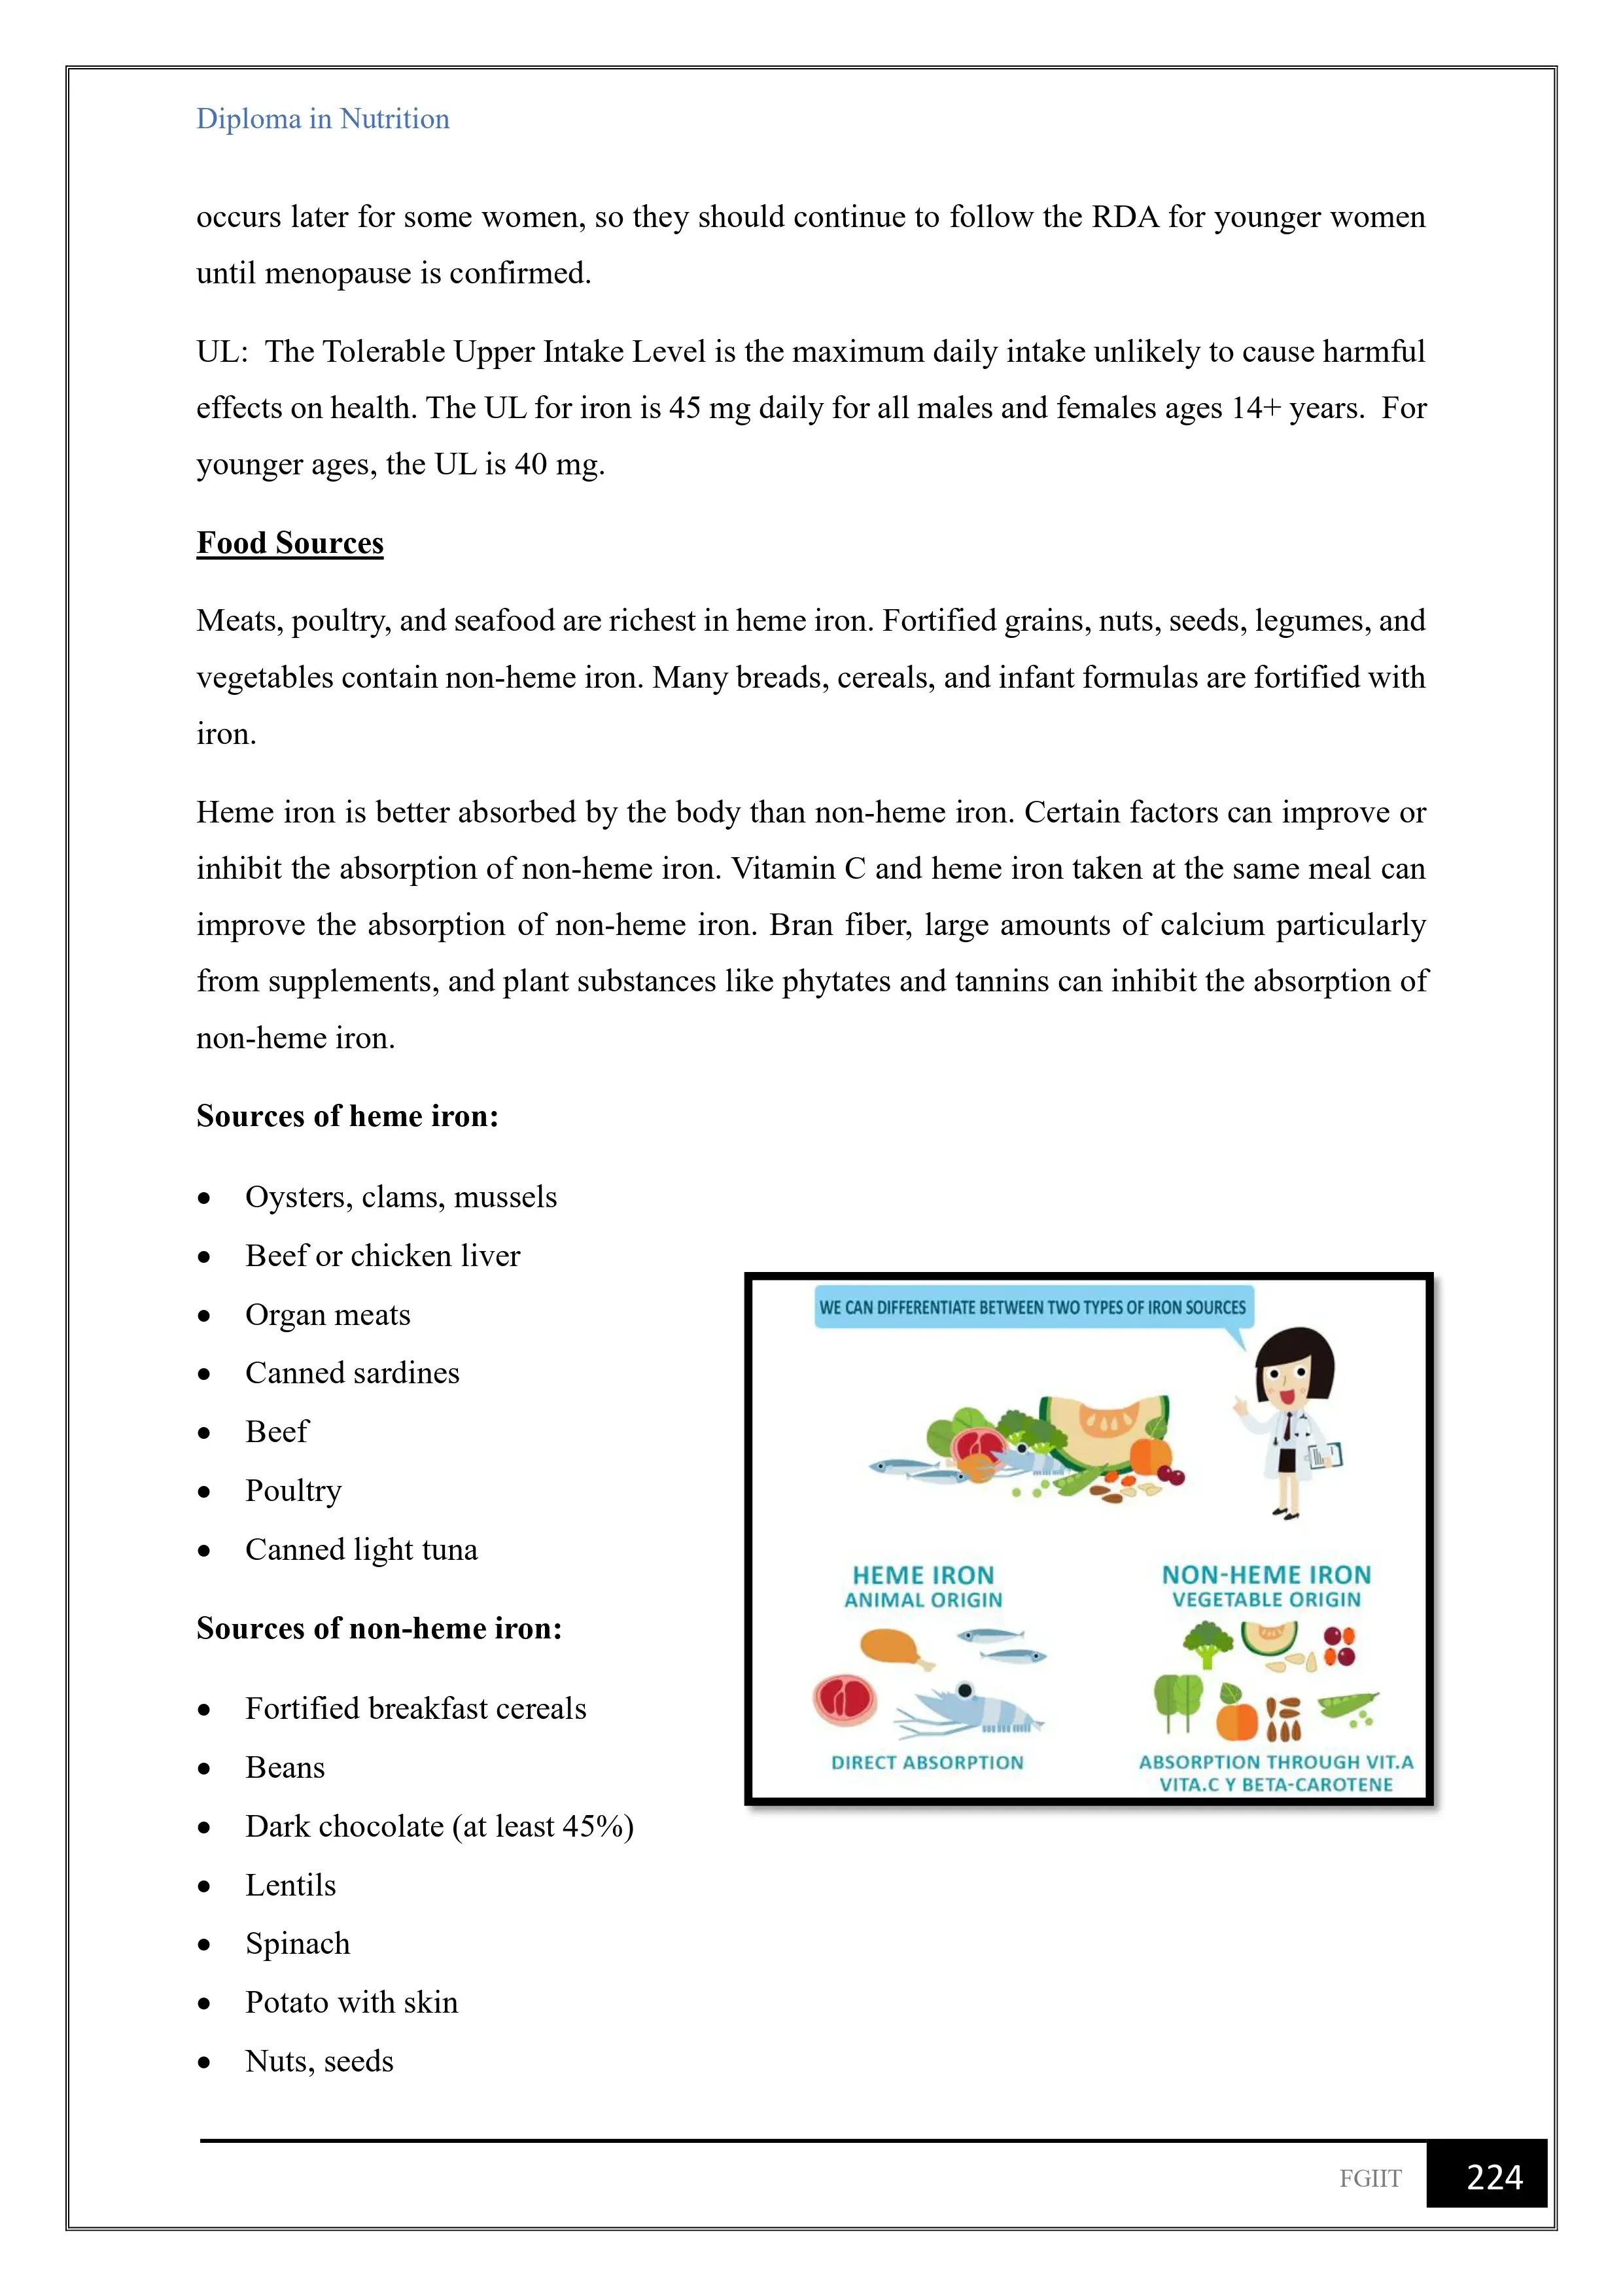 Diploma in Nutrition
occurs later for some women, so they should continue to follow the RDA for younger women
until menopause is confirmed.
UL:  The Tolerable Upper Intake Level is the maximum daily intake unlikely to cause harmful
effects on health. The UL for iron is 45 mg daily for all males and females ages 14+ years.  For
younger ages, the UL is 40 mg.
Food Sources
Meats, poultry, and seafood are richest in heme iron. Fortified grains, nuts, seeds, legumes, and
vegetables contain non-heme iron. Many breads, cereals, and infant formulas are fortified with
iron.
Heme iron is better absorbed by the body than non-heme iron. Certain factors can improve or
inhibit the absorption of non-heme iron. Vitamin C and heme iron taken at the same meal can
improve the absorption of non-heme iron. Bran fiber, large amounts of calcium particularly
from supplements, and plant substances like phytates and tannins can inhibit the absorption of
non-heme iron.
Sources of heme iron:
• Oysters, clams, mussels
• Beef or chicken liver
• Organ meats
• Canned sardines
• Beef
• Poultry
• Canned light tuna
Sources of non-heme iron:
• Fortified breakfast cereals
• Beans
• Dark chocolate (at least 45%)
• Lentils
• Spinach
• Potato with skin
• Nuts, seeds
WE CAN DIFFERENTIATE BETWEEN TWO TYPES OF IRON SOURCES
HEME IRON
ANIMAL ORIGIN
DIRECT ABSORPTION
NON-HEME IRON
VEGETABLE ORIGIN
ABSORPTION THROUGH VIT.A
VITA.C Y BETA-CAROTENE
FGIIT
224